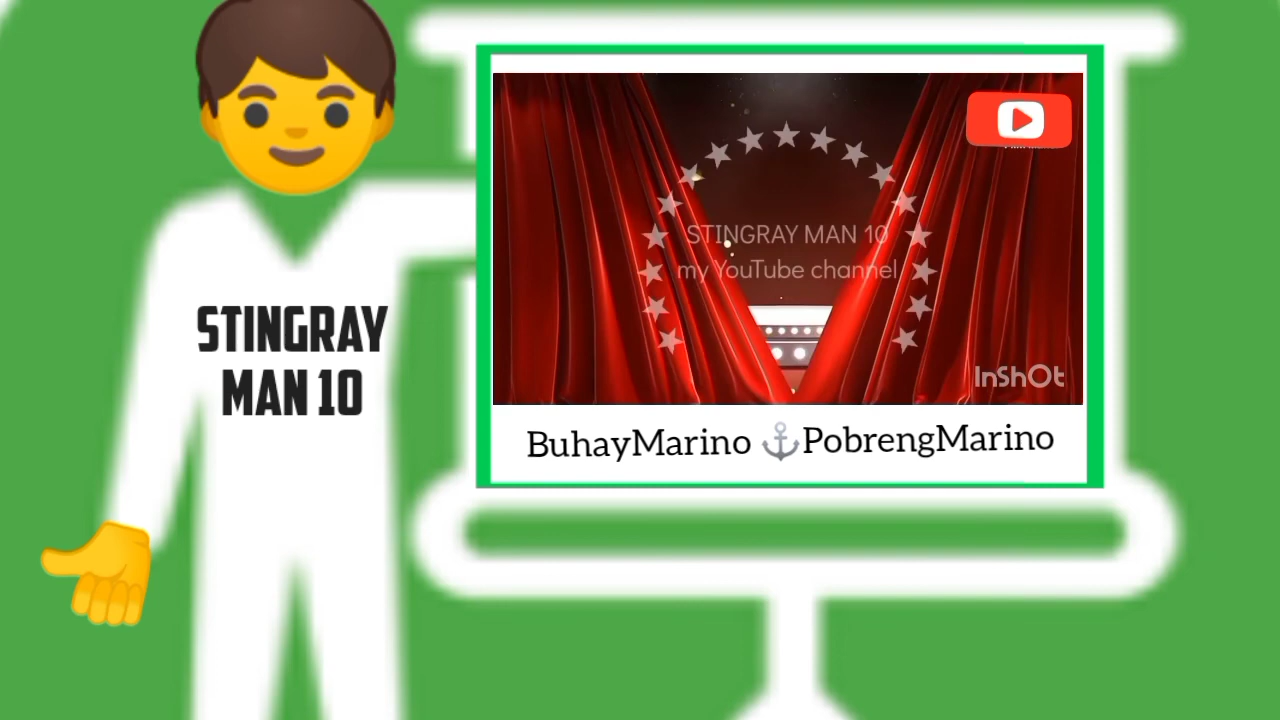 STINGRAY
MAN 10
STINGRAY MAN 10
my YouTube channel
InShOt
BuhayMarino ⚓PobrengMarino